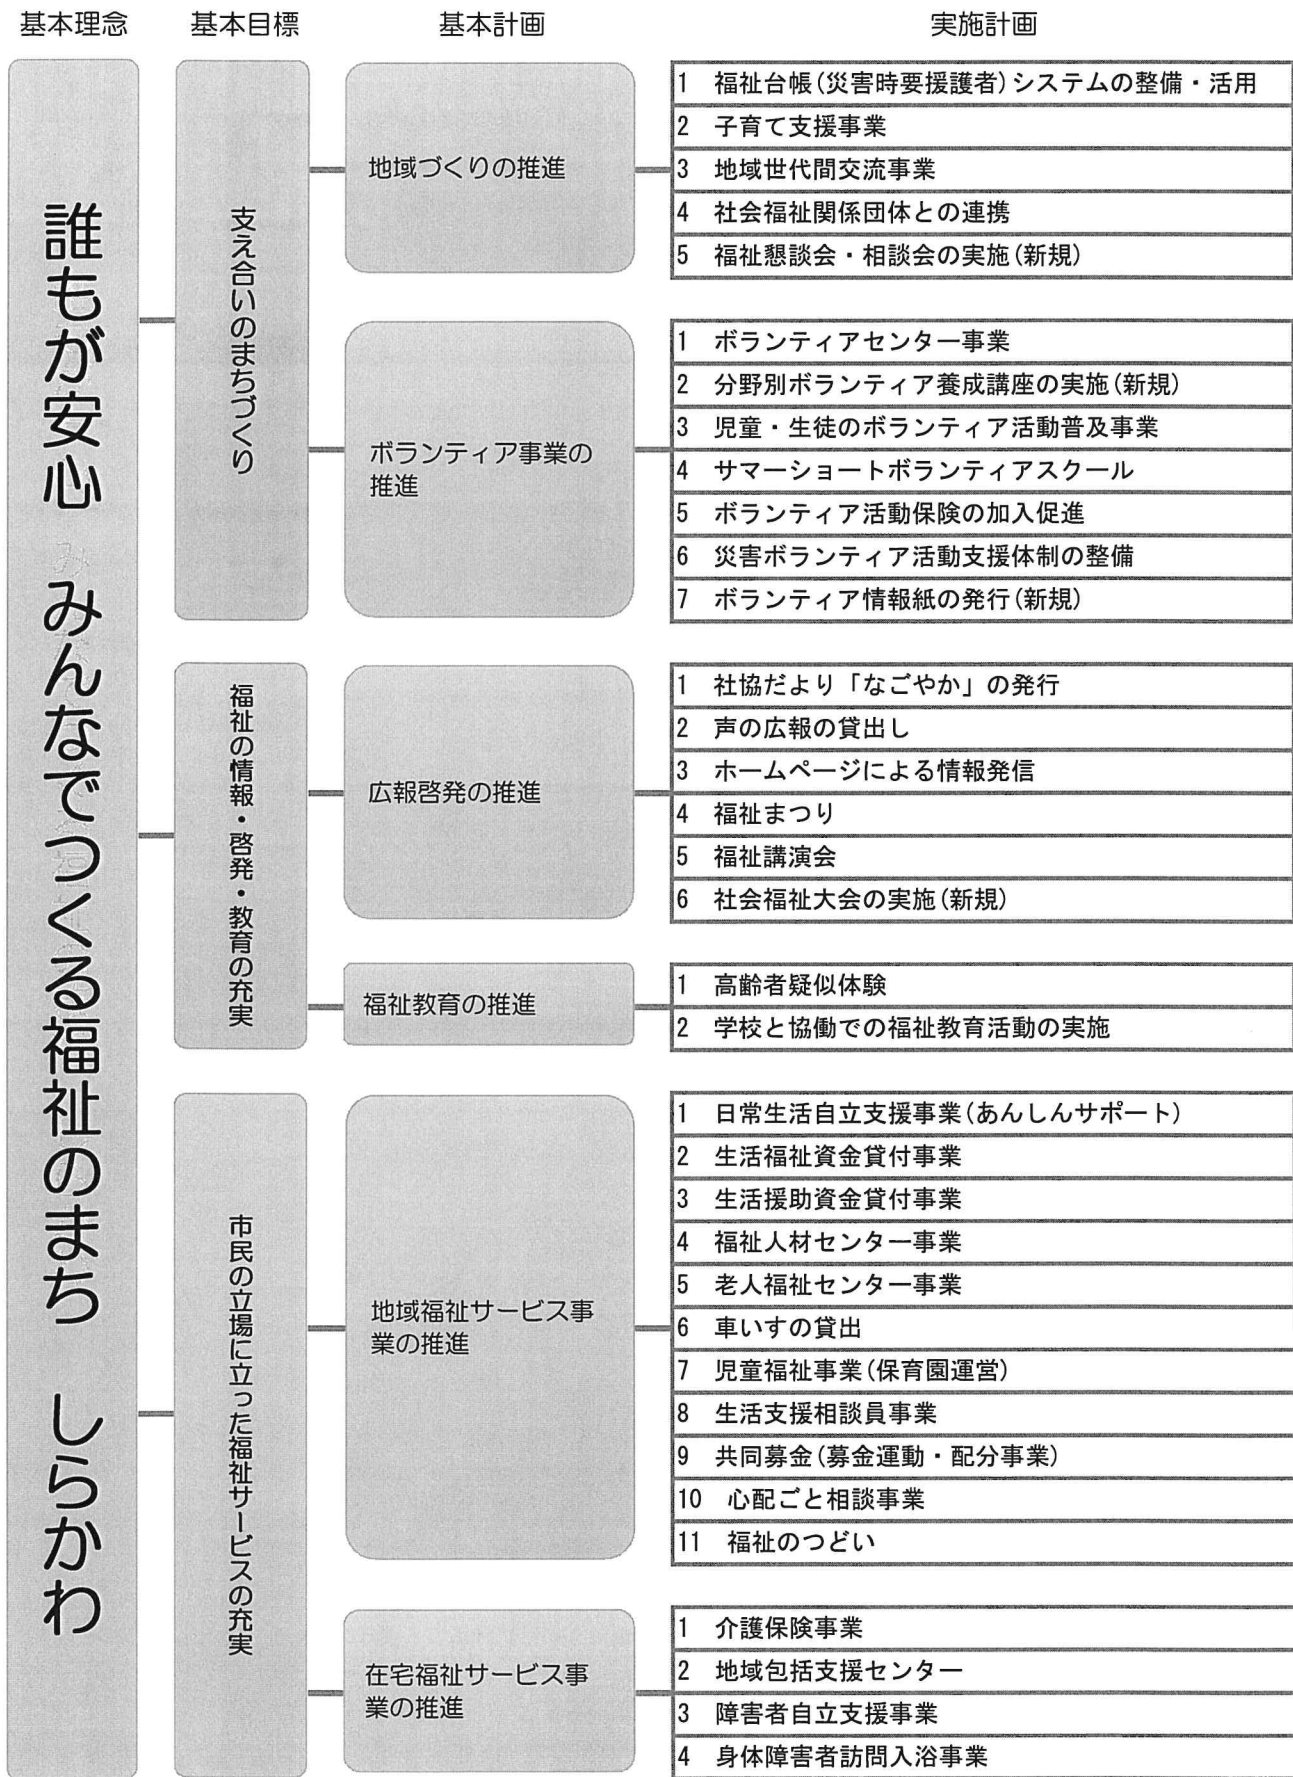 基本理念
基本目標
基本計画
実施計画
誰もが安心　みんなでつくる福祉のまち　しらかわ
支え合いのまちづくり
地域づくりの推進
1　福祉台帳(災害時要援護者)システムの整備・活用
2　子育て支援事業
3　地域世代間交流事業
4　社会福祉関係団体との連携
5　福祉懇談会・相談会の実施(新規)
ボランティア事業の
推進
1　ボランティアセンター事業
2　分野別ボランティア養成講座の実施(新規)
3　児童・生徒のボランティア活動普及事業
4　サマーショートボランティアスクール
5　ボランティア活動保険の加入促進
6　災害ボランティア活動支援体制の整備
7　ボランティア情報紙の発行(新規)
福祉の情報・啓発・教育の充実
広報啓発の推進
1　社協だより「なごやか」の発行
2　声の広報の貸出し
3　ホームページによる情報発信
4　福祉まつり
5　福祉講演会
6　社会福祉大会の実施(新規)
福祉教育の推進
1　高齢者疑似体験
2　学校と協働での福祉教育活動の実施
市民の立場に立った福祉サービスの充実
地域福祉サービス事
業の推進
1　日常生活自立支援事業(あんしんサポート)
2　生活福祉資金貸付事業
3　生活援助資金貸付事業
4　福祉人材センター事業
5　老人福祉センター事業
6　車いすの貸出
7　児童福祉事業(保育園運営)
8　生活支援相談員事業
9　共同募金(募金運動・配分事業)
10　心配ごと相談事業
11　福祉のつどい
在宅福祉サービス事
業の推進
1　介護保険事業
2　地域包括支援センター
3　障害者自立支援事業
4　身体障害者訪問入浴事業